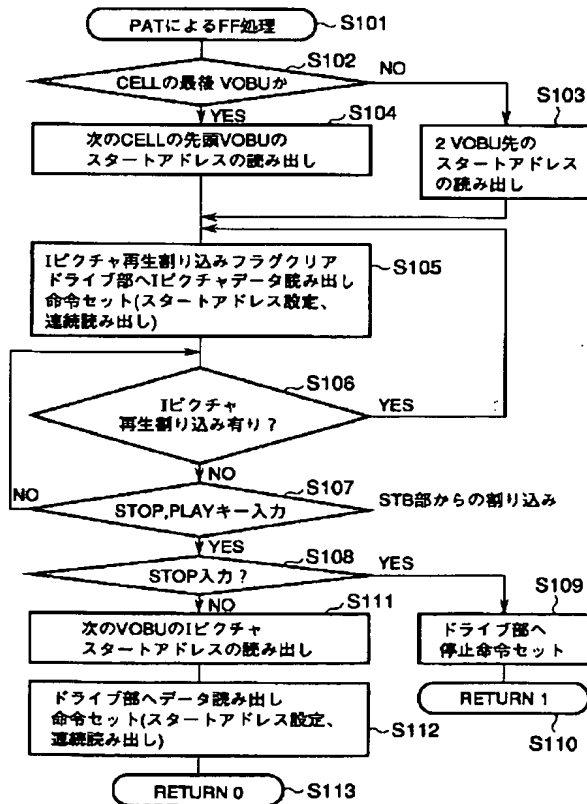 PATによるFF処理
S101
S102
CELLの最後 VOBUか
NO
S103
YES
S104
次のCELLの先頭VOBUの
スタートアドレスの読み出し
2 VOBU先の
スタートアドレス
の読み出し
Iピクチャ再生割り込みフラグクリア
ドライブ部へIピクチャデータ読み出し
命令セット(スタートアドレス設定、
連続読み出し)
S105
S106
Iピクチャ
再生割り込み有り?
YES
NO
NO
S107
STOP,PLAYキー入力
STB部からの割り込み
YES
S108
STOP入力?
YES
S109
NO
S111
次のVOBUのIピクチャ
スタートアドレスの読み出し
ドライブ部へ
停止命令セット
ドライブ部へデータ読み出し
命令セット(スタートアドレス設定、
連続読み出し)
S112
RETURN 1
S110
RETURN 0
S113